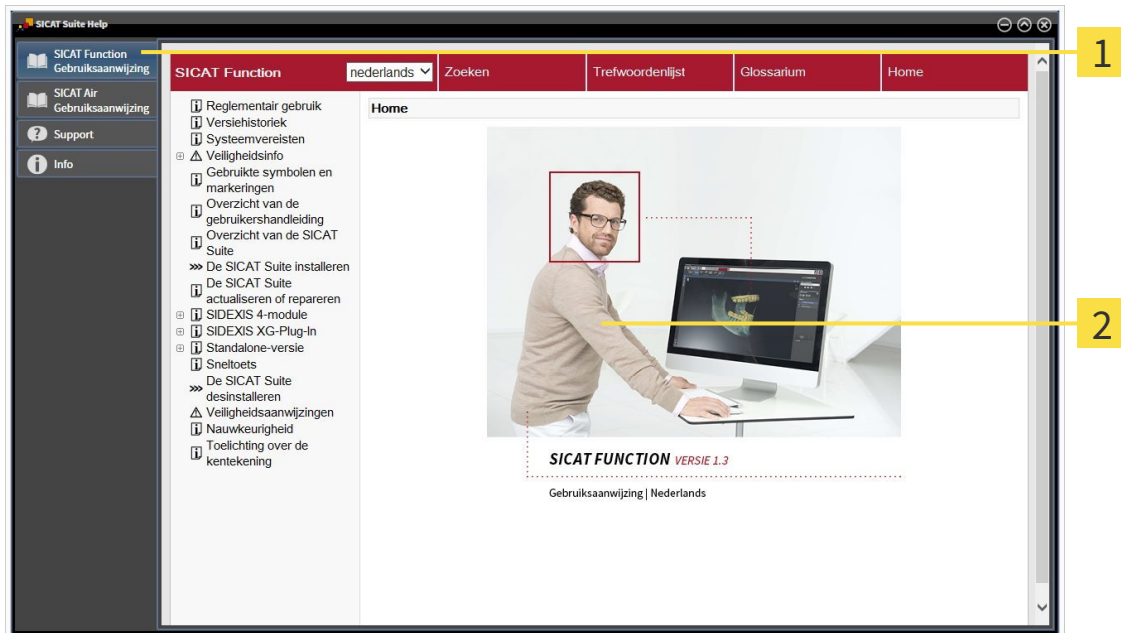 SICAT Suite Help
SICAT Function
Gebruiksaanwijzing
SICAT Air
Gebruiksaanwijzing
Support
Info
1
SICAT Function
nederlands
Zoeken
Trefwoordenlijst
Glossarium
Home
Reglementair gebruik
Versiehistoriek
Systeemvereisten
Veiligheidsinfo
Gebruikte symbolen en
markeringen
Overzicht van de
gebruikershandleiding
Overzicht van de SICAT
Suite
De SICAT Suite installeren
De SICAT Suite
actualiseren of repareren
SIDEXIS 4-module
SIDEXIS XG-Plug-In
Standalone-versie
Sneltoets
De SICAT Suite
desinstalleren
Veiligheidsaanwijzingen
Nauwkeurigheid
Toelichting over de
kentekening
Home
2
SICAT FUNCTION VERSIE 1.3
Gebruiksaanwijzing | Nederlands